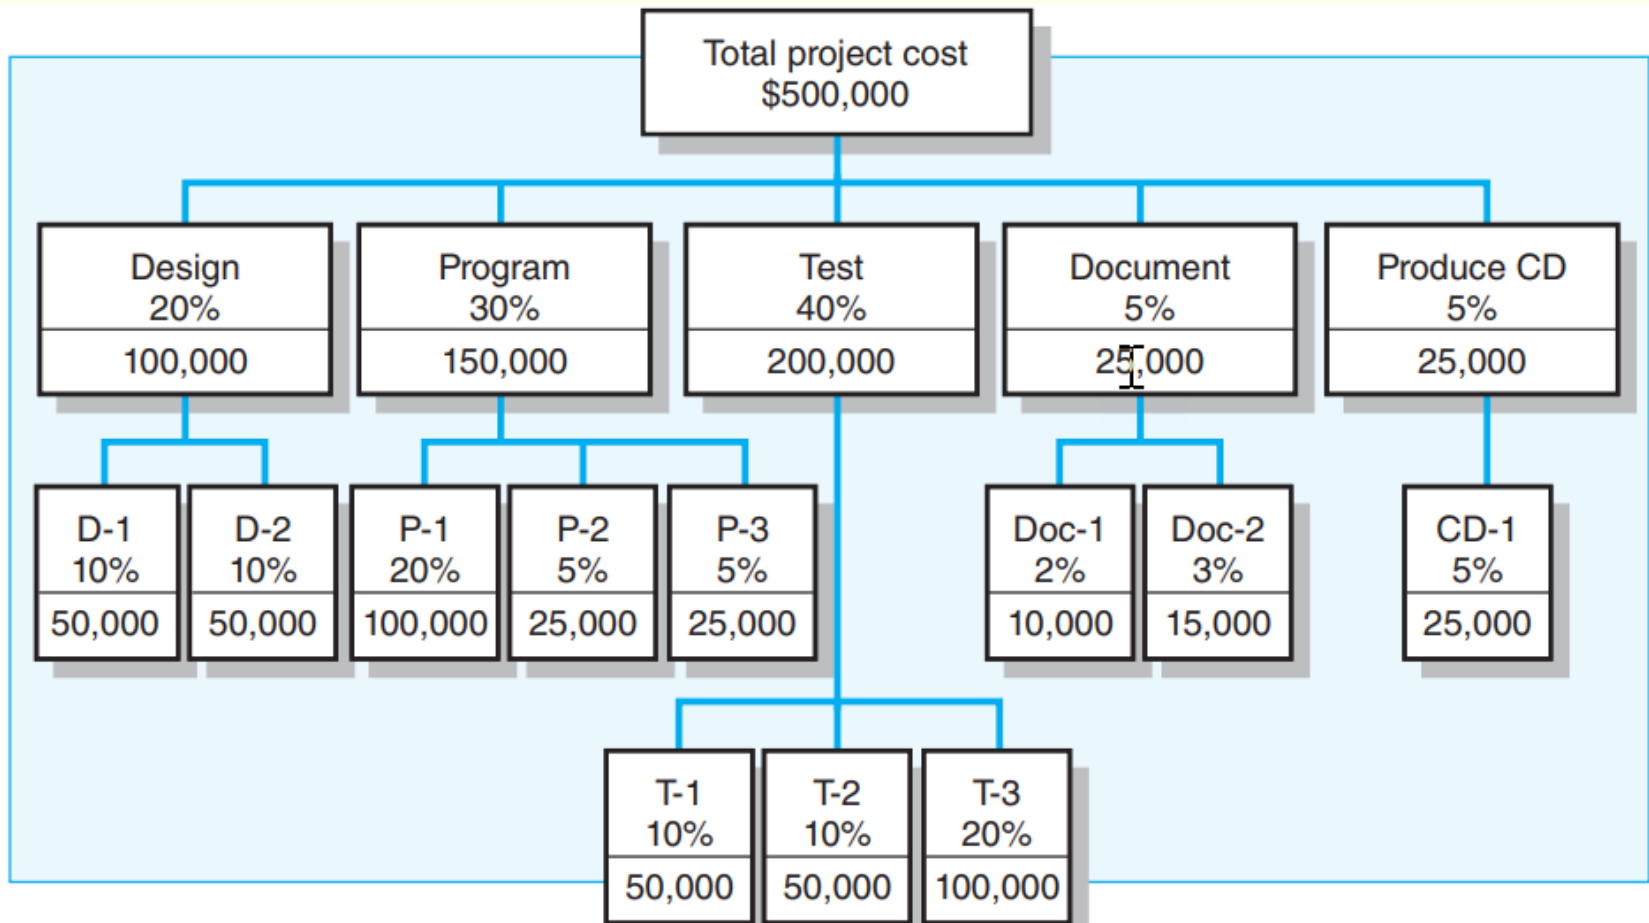 Total project cost
$500,000
Design
20%
100,000
Program
30%
150,000
Test
40%
200,000
Document
5%
25,000
Produce CD
5%
25,000
D-1
10%
50,000
D-2
10%
50,000
P-1
20%
100,000
P-2
5%
25,000
P-3
5%
25,000
Doc-1
2%
10,000
Doc-2
3%
15,000
CD-1
5%
25,000
T-1
10%
50,000
T-2
10%
50,000
T-3
20%
100,000